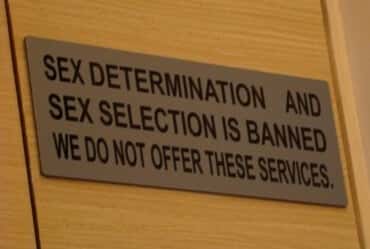 SEX DETERMINATION AND
SEX SELECTION IS BANNED
WE DO NOT OFFER THESE SERVICES.